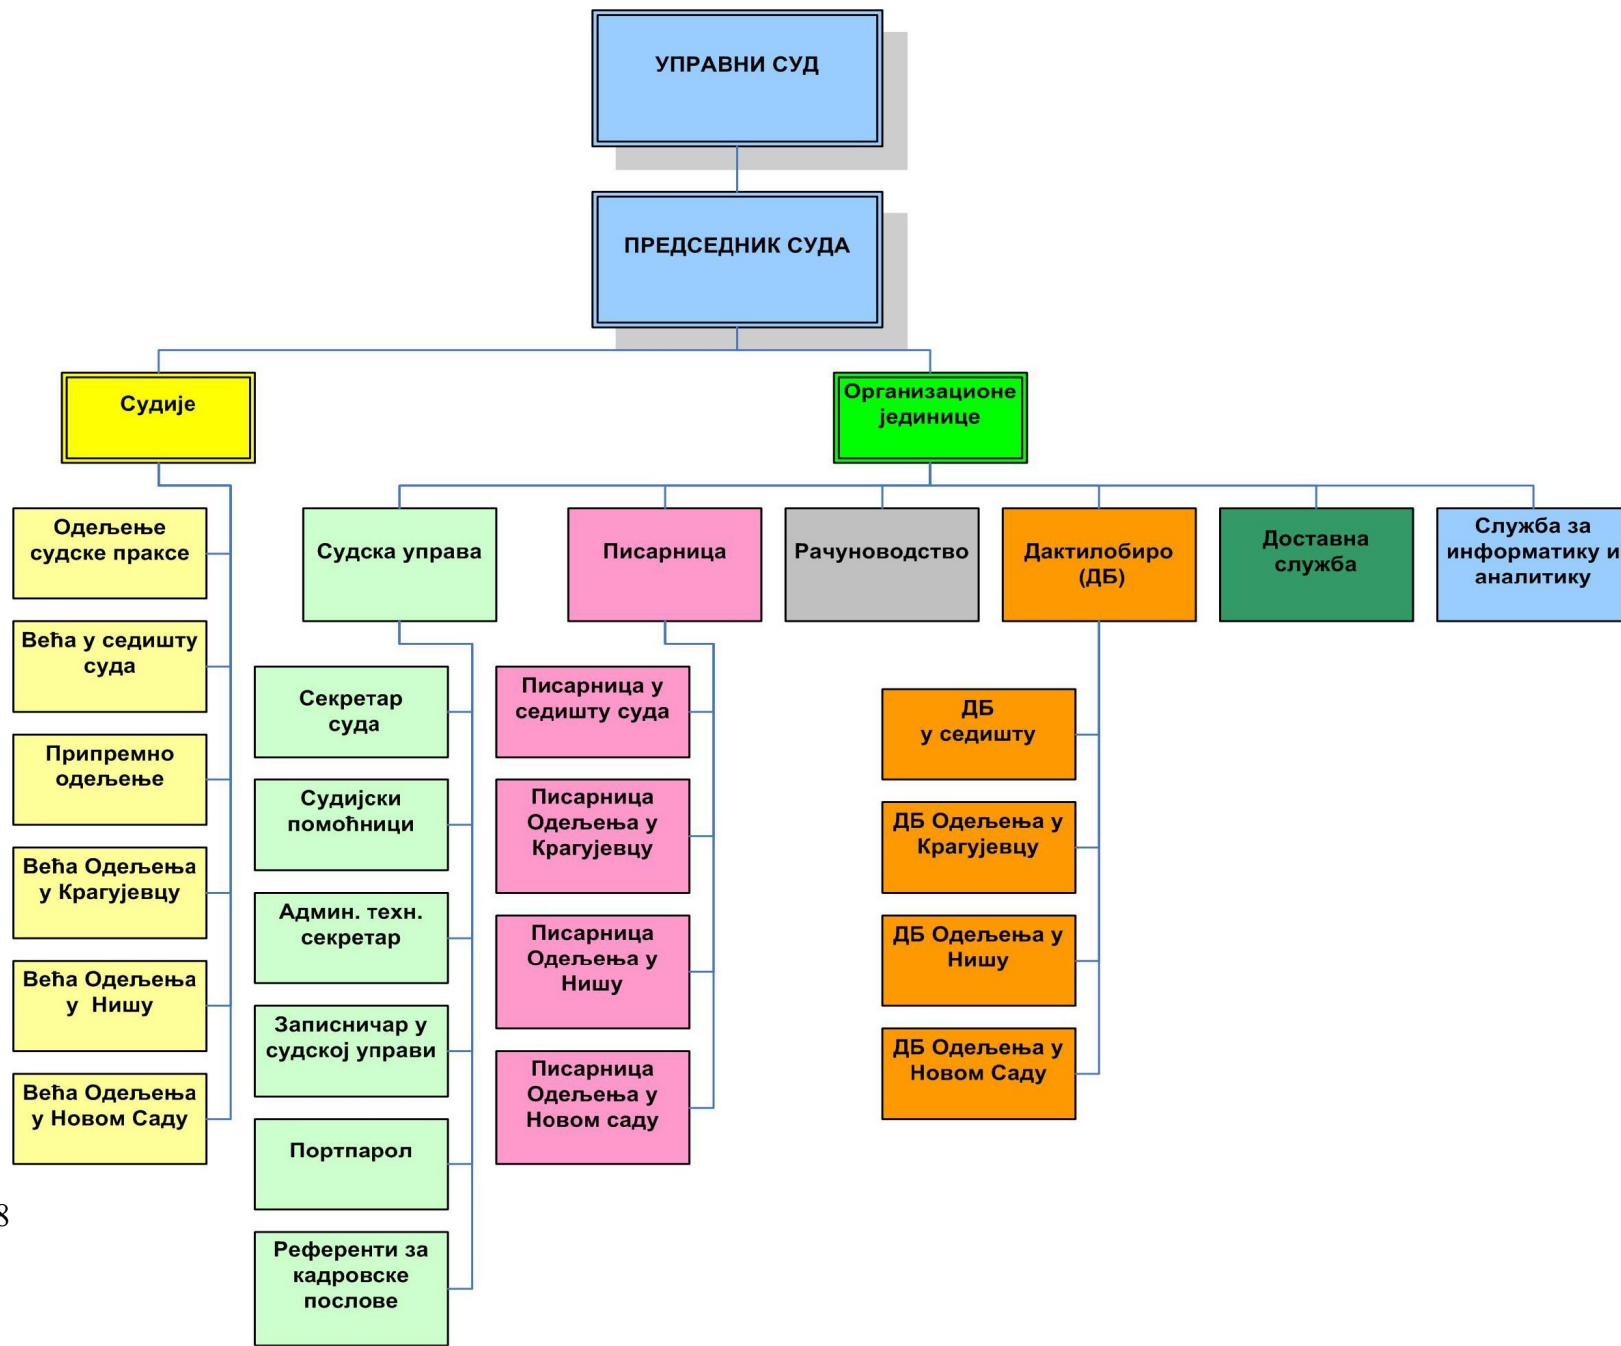 УПРАВНИ СУД
ПРЕДСЕДНИК СУДА
Судије
Организационе
јединице
Одељење
судске праксе
Већа у седишту
суда
Припремно
одељење
Већа Одељења
у Крагујевцу
Већа Одељења
у  Нишу
Већа Одељења
у Новом Саду
Судска управа
Секретар
суда
Судијски
помоћници
Админ. техн.
секретар
Записничар у
судској управи
Портпарол
Референти за
кадровске
послове
Писарница
Писарница у
седишту суда
Писарница
Одељења у
Крагујевцу
Писарница
Одељења у
Нишу
Писарница
Одељења у
Новом саду
Рачуноводство
Дактилобиро
(ДБ)
ДБ
у седишту
ДБ Одељења у
Крагујевцу
ДБ Одељења у
Нишу
ДБ Одељења у
Новом Саду
Доставна
служба
Служба за
информатику и
аналитику
8